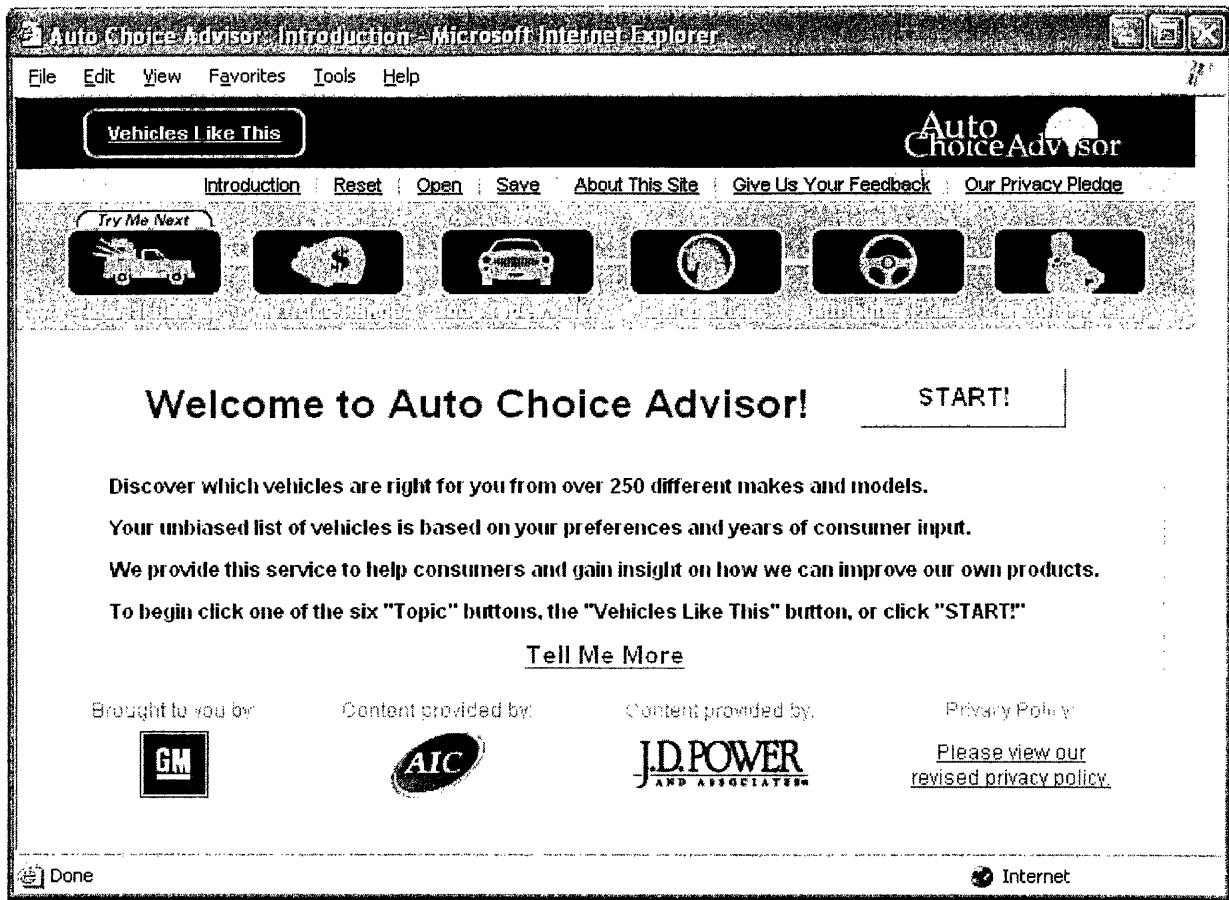 Auto Choice Advisor: Introduction - Microsoft Internet Explorer
File Edit View Favorites Tools Help
Vehicles Like This
Auto Choice Advisor
Introduction Reset Open Save About This Site Give Us Your Feedback Our Privacy Pledge
Try Me Next
$
Welcome to Auto Choice Advisor!
START!
Discover which vehicles are right for you from over 250 different makes and models.
Your unbiased list of vehicles is based on your preferences and years of consumer input.
We provide this service to help consumers and gain insight on how we can improve our own products.
To begin click one of the six "Topic" buttons, the "Vehicles Like This" button, or click "START!"
Tell Me More
Brought to you by: Content provided by: Content provided by: Privacy Policy:
GM
AIC
J.D. POWER
AND ASSOCIATES®
Please view our
revised privacy policy.
Done Internet